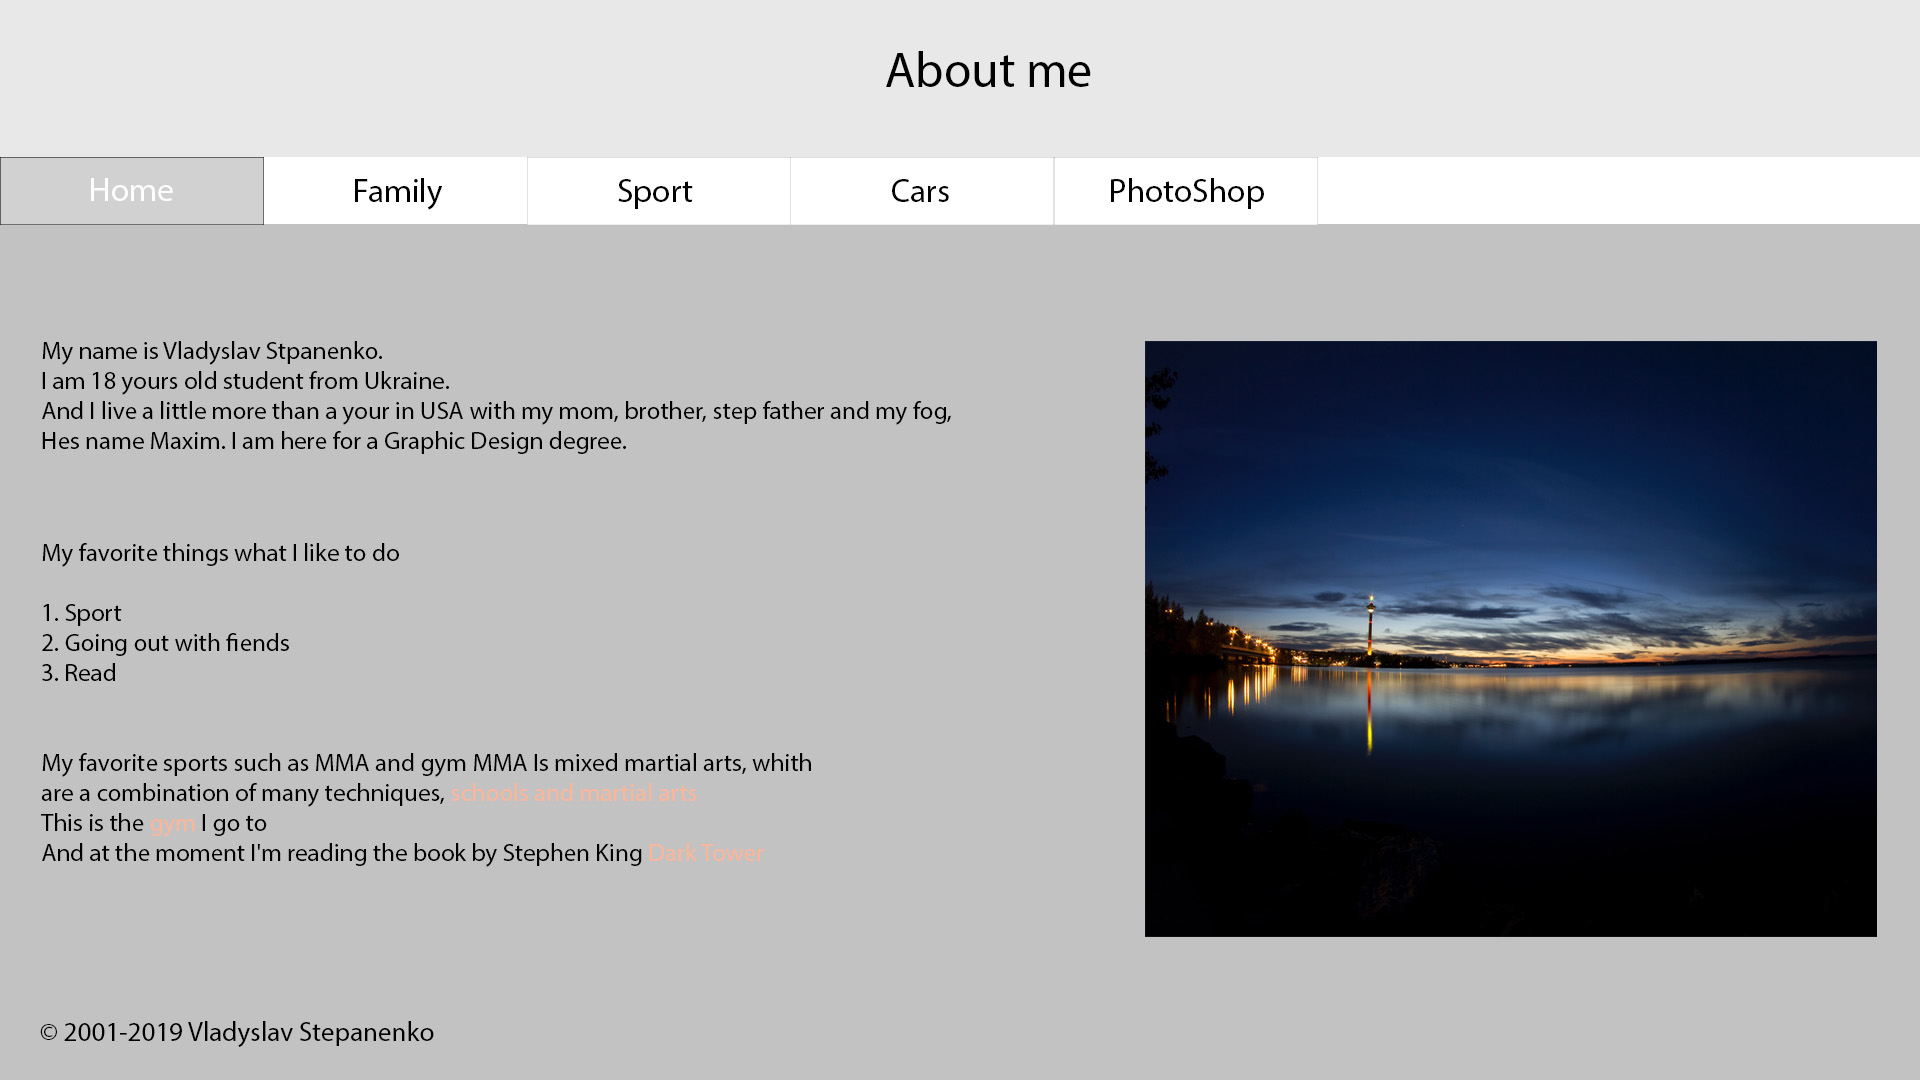 About me
Home Family Sport Cars PhotoShop
My name is Vladyslav Stpanenko.
I am 18 yours old student from Ukraine.
And I live a little more than a your in USA with my mom, brother, step father and my fog,
Hes name Maxim. I am here for a Graphic Design degree.
My favorite things what I like to do
1. Sport
2. Going out with fiends
3. Read
My favorite sports such as MMA and gym MMA Is mixed martial arts, whith
are a combination of many techniques, schools and martial arts
This is the gym I go to
And at the moment I'm reading the book by Stephen King Dark Tower
© 2001-2019 Vladyslav Stepanenko